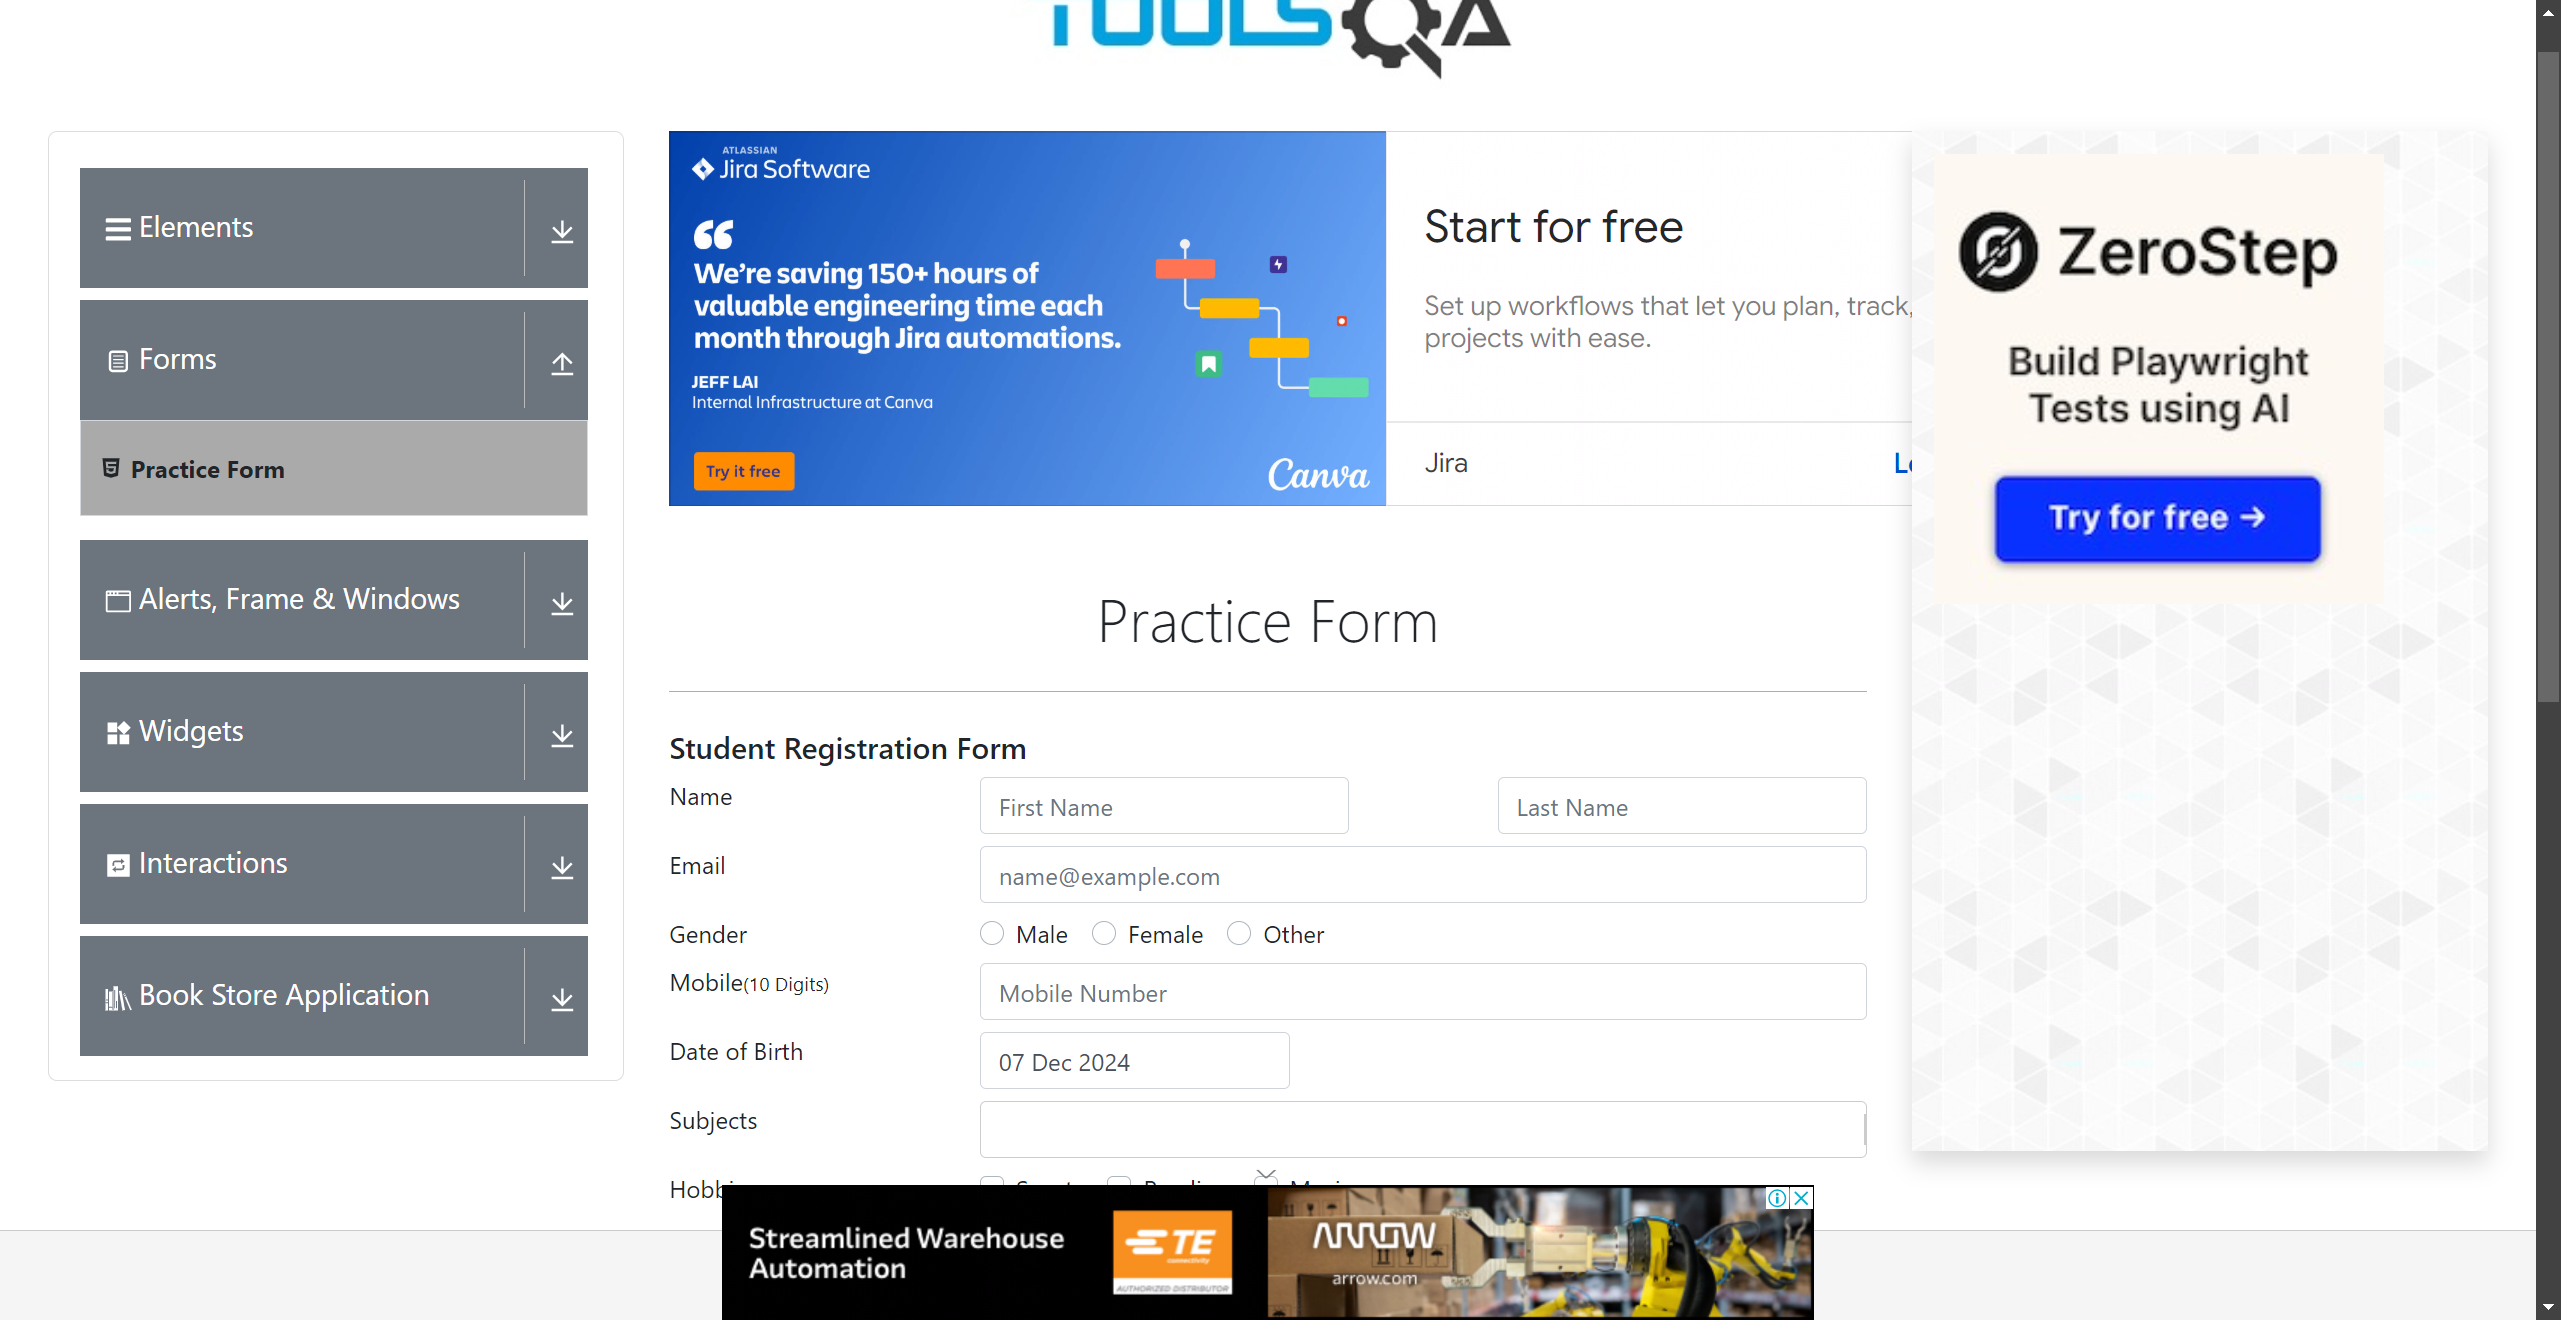 TOOLSQA
Elements
Forms
Practice Form
Alerts, Frame & Windows
Widgets
Interactions
Book Store Application
ATLASSIAN
Jira Software
“
We’re saving 150+ hours of
valuable engineering time each
month through Jira automations.
JEFF LAI
Internal Infrastructure at Canva
Try it free
Canva
Start for free
Set up workflows that let you plan, track,
projects with ease.
Jira
ZeroStep
Build Playwright
Tests using AI
Try for free →
Practice Form
Student Registration Form
Name
First Name
Last Name
Email
name@example.com
Gender
Male
Female
Other
Mobile(10 Digits)
Mobile Number
Date of Birth
07 Dec 2024
Subjects
Streamlined Warehouse
Automation
TE
connectivity
AUTHORIZED DISTRIBUTOR
ARROW
arrow.com